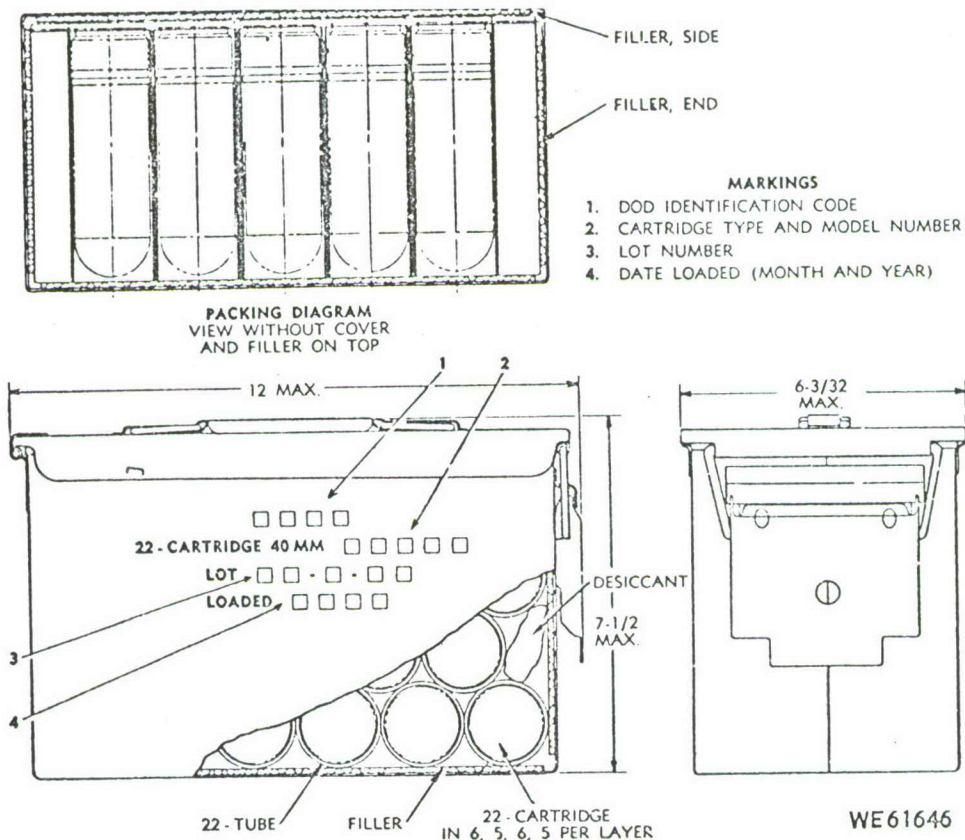 FILLER, SIDE
FILLER, END
MARKINGS
1. DOD IDENTIFICATION CODE
2. CARTRIDGE TYPE AND MODEL NUMBER
3. LOT NUMBER
4. DATE LOADED (MONTH AND YEAR)
PACKING DIAGRAM
VIEW WITHOUT COVER
AND FILLER ON TOP
1
2
12 MAX.
6-3/32
MAX.
22-CARTRIDGE 40 MM □ □ □ □ □
LOT □ □ - □ - □ □
LOADED □ □ □ □
DESICCANT
7-1/2
MAX.
3
4
22-TUBE
FILLER
22-CARTRIDGE
IN 6, 5, 6, 5 PER LAYER
WE61646